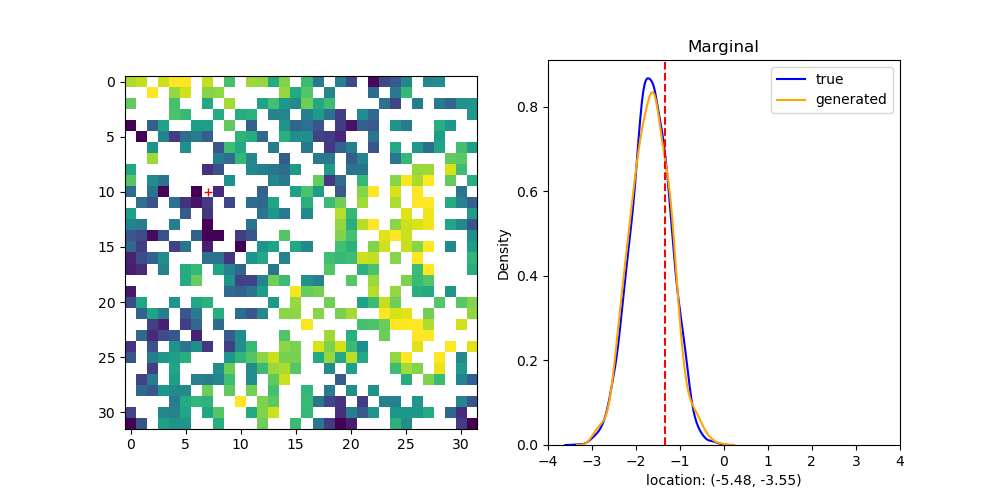 Marginal
true
generated
0
5
10
15
20
25
30
0 5 10 15 20 25 30
Density
0.8
0.6
0.4
0.2
0.0
−4 −3 −2 −1 0 1 2 3 4
location: (-5.48, -3.55)